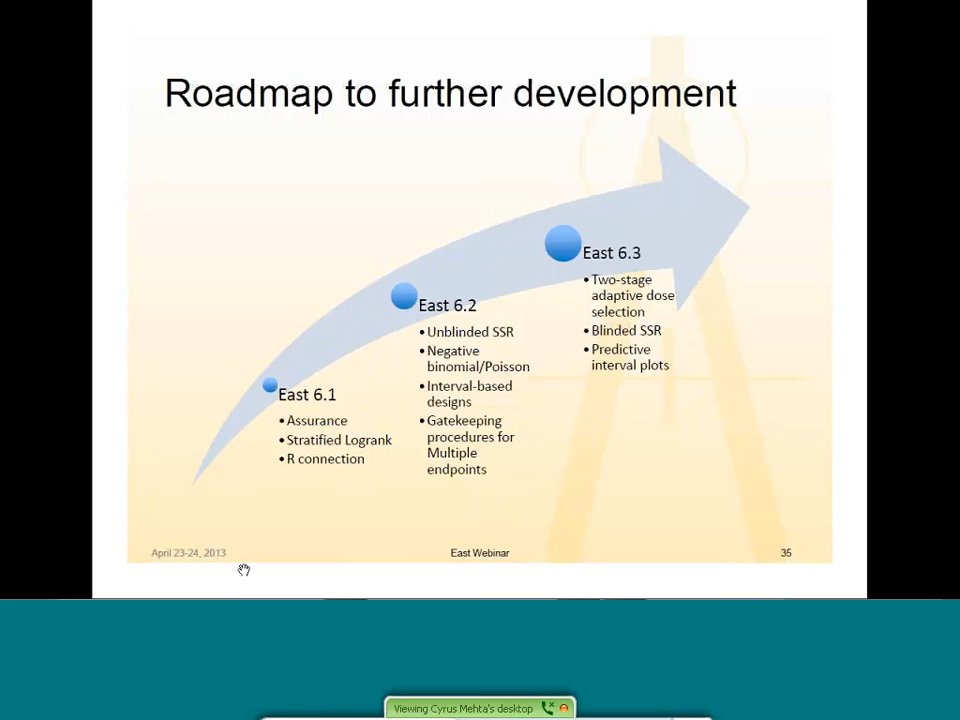 Roadmap to further development
East 6.3
• Two-stage
adaptive dose
selection
• Blinded SSR
• Predictive
interval plots
East 6.2
• Unblinded SSR
• Negative
binomial/Poisson
• Interval-based
designs
• Gatekeeping
procedures for
Multiple
endpoints
East 6.1
• Assurance
• Stratified Logrank
• R connection
April 23-24, 2013
East Webinar
35
Viewing Cyrus Mehta's desktop